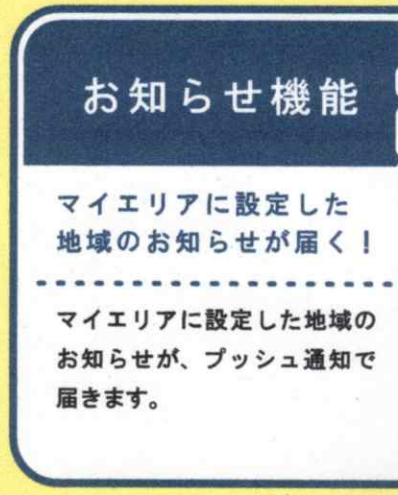 お知らせ機能
マイエリアに設定した
地域のお知らせが届く！
マイエリアに設定した地域の
お知らせが、プッシュ通知で
届きます。